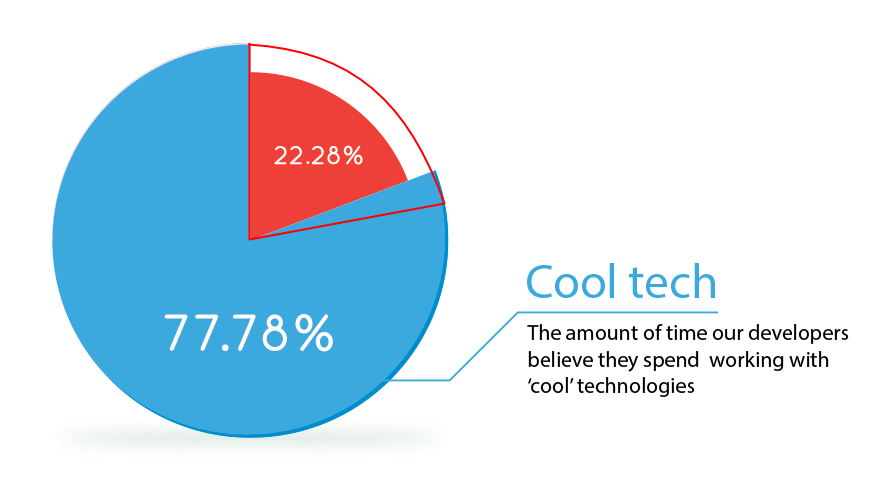 22.28%
77.78%
Cool tech
The amount of time our developers
believe they spend working with
‘cool’ technologies